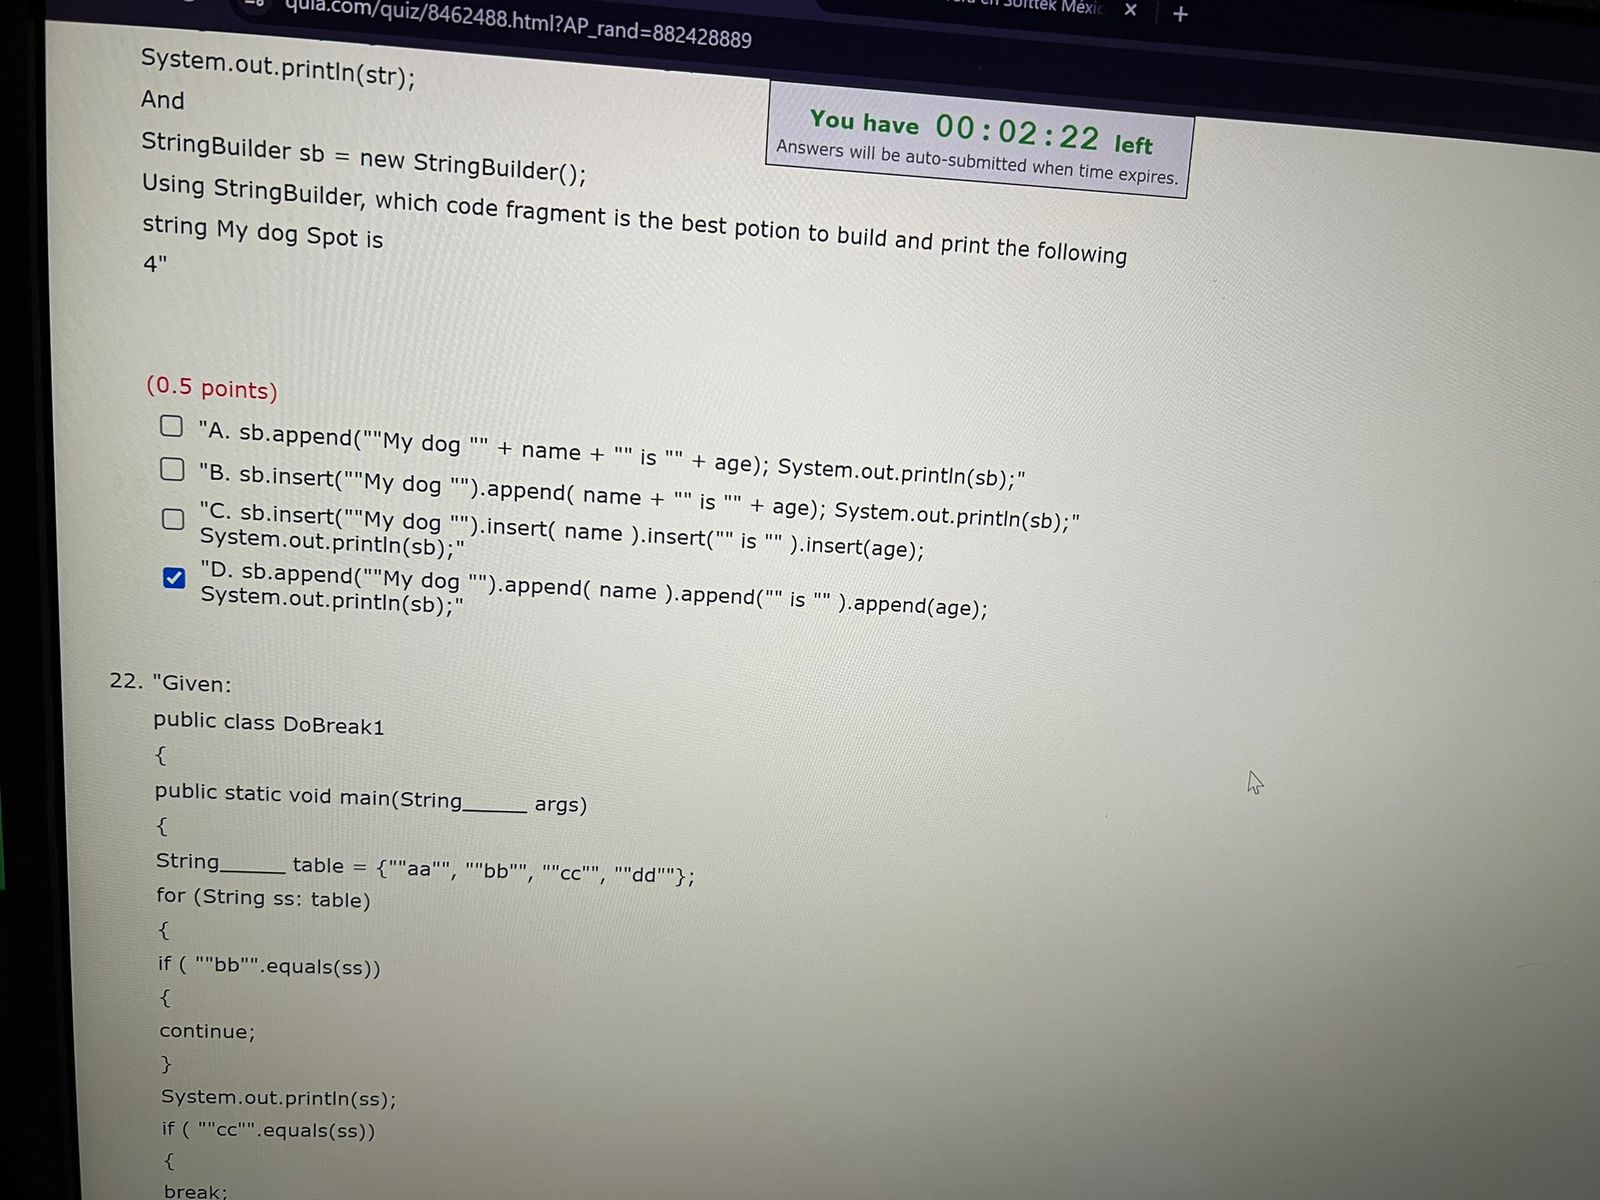 quia.com/quiz/8462488.html?AP_rand=882428889
en Softtek Méxic
System.out.println(str);
And
StringBuilder sb = new StringBuilder();
Using StringBuilder, which code fragment is the best potion to build and print the following
string My dog Spot is
4"
You have 00:02:22 left
Answers will be auto-submitted when time expires.
(0.5 points)
"A. sb.append(""My dog "" + name + "" is "" + age); System.out.println(sb);"
"B. sb.insert(""My dog "").append( name + "" is "" + age); System.out.println(sb);"
"C. sb.insert(""My dog "").insert( name ).insert("" is "" ).insert(age);
System.out.println(sb);"
"D. sb.append(""My dog "").append( name ).append("" is "" ).append(age);
System.out.println(sb);"
22. "Given:
public class DoBreak1
{
public static void main(String______ args)
{
String______ table = {""aa"", ""bb"", ""cc"", ""dd""};
for (String ss: table)
{
if ( ""bb"".equals(ss))
{
continue;
}
System.out.println(ss);
if ( ""cc"".equals(ss))
{
break;